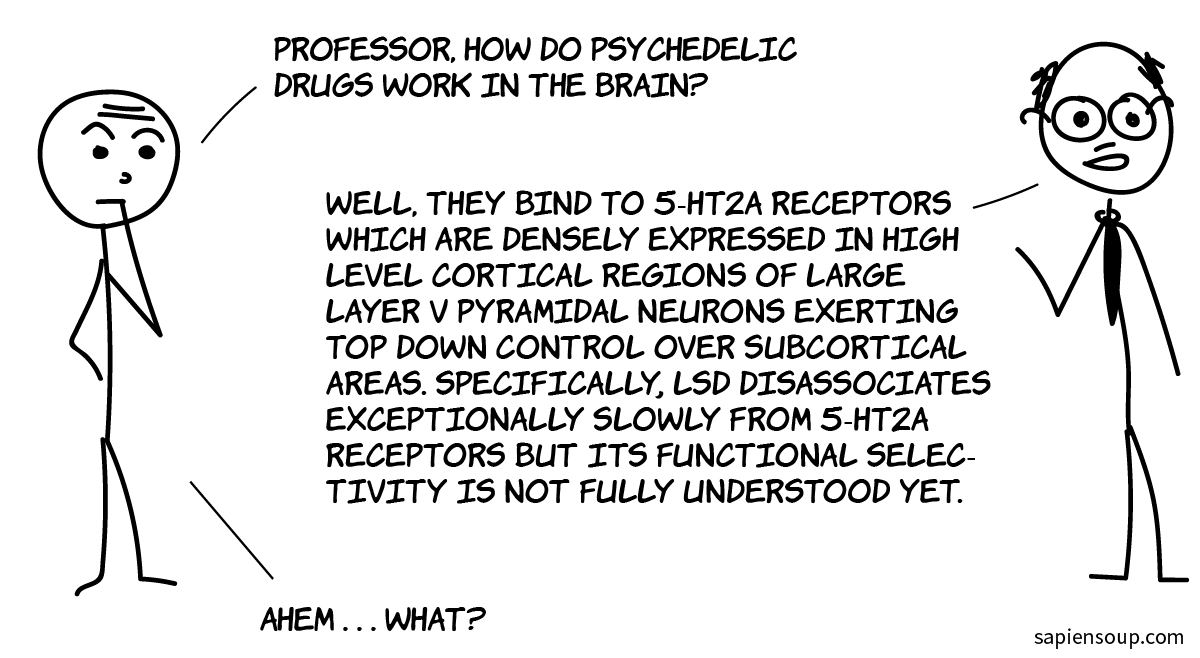 PROFESSOR, HOW DO PSYCHEDELIC
DRUGS WORK IN THE BRAIN?
WELL, THEY BIND TO 5-HT2A RECEPTORS
WHICH ARE DENSELY EXPRESSED IN HIGH
LEVEL CORTICAL REGIONS OF LARGE
LAYER V PYRAMIDAL NEURONS EXERTING
TOP DOWN CONTROL OVER SUBCORTICAL
AREAS. SPECIFICALLY, LSD DISASSOCIATES
EXCEPTIONALLY SLOWLY FROM 5-HT2A
RECEPTORS BUT ITS FUNCTIONAL SELEC-
TIVITY IS NOT FULLY UNDERSTOOD YET.
AHEM . . . WHAT?
sapiensoup.com